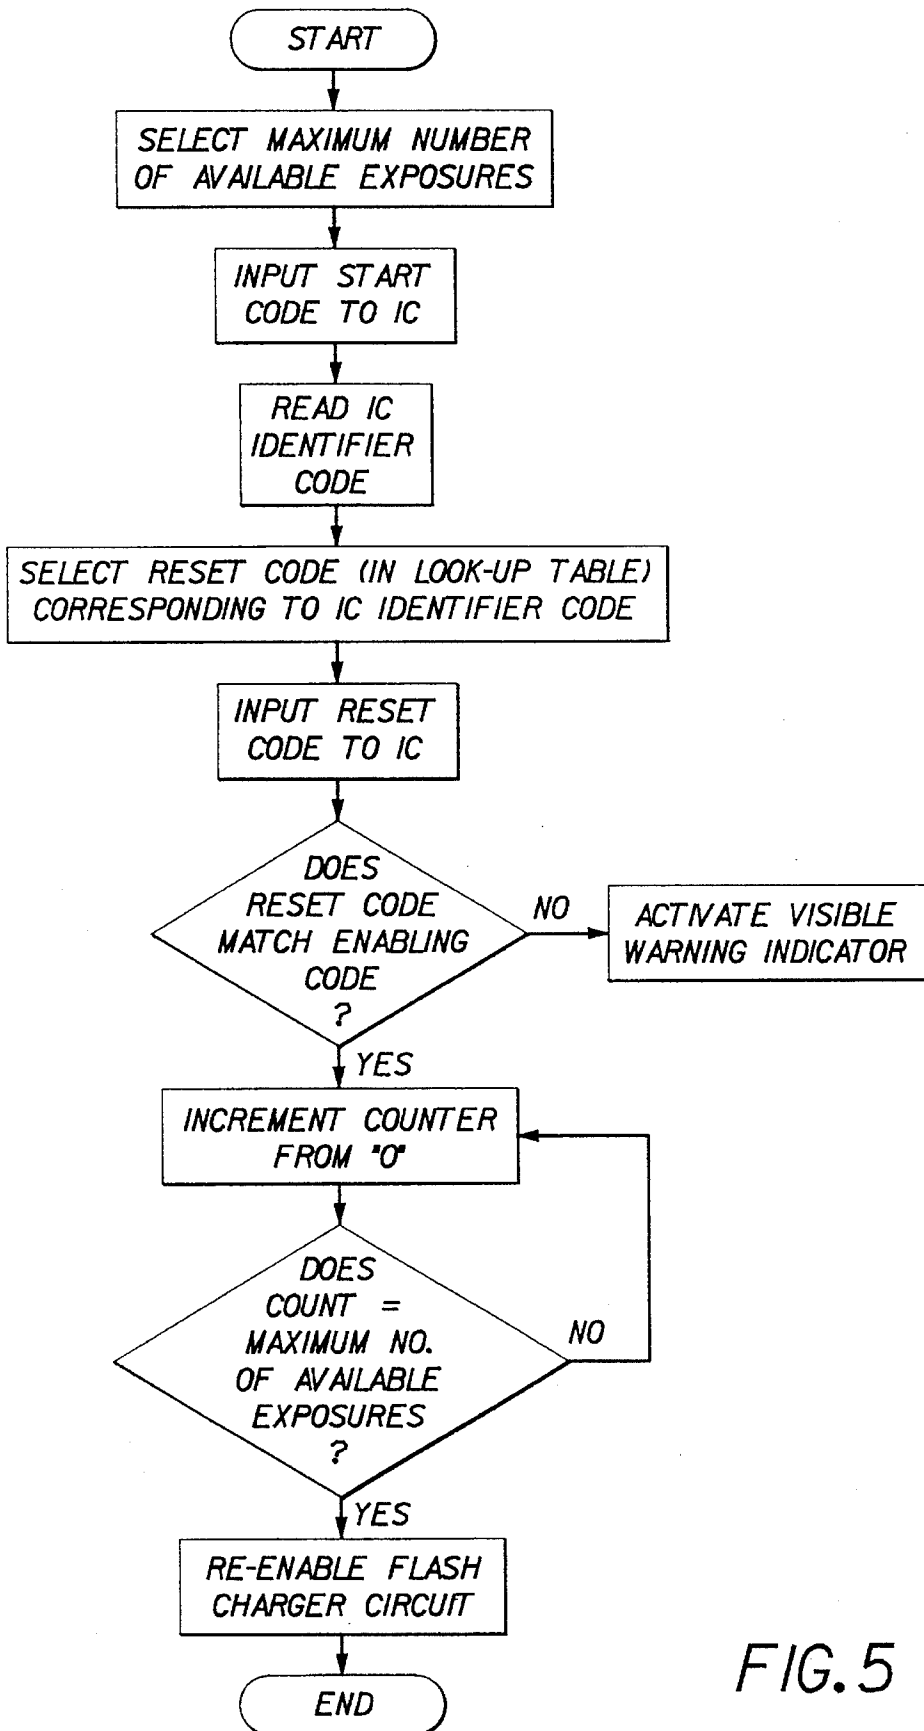 START
SELECT MAXIMUM NUMBER
OF AVAILABLE EXPOSURES
INPUT START
CODE TO IC
READ IC
IDENTIFIER
CODE
SELECT RESET CODE (IN LOOK-UP TABLE)
CORRESPONDING TO IC IDENTIFIER CODE
INPUT RESET
CODE TO IC
DOES
RESET CODE
MATCH ENABLING
CODE
?
NO
ACTIVATE VISIBLE
WARNING INDICATOR
YES
INCREMENT COUNTER
FROM "0"
DOES
COUNT =
MAXIMUM NO.
OF AVAILABLE
EXPOSURES
?
NO
YES
RE-ENABLE FLASH
CHARGER CIRCUIT
END
FIG. 5